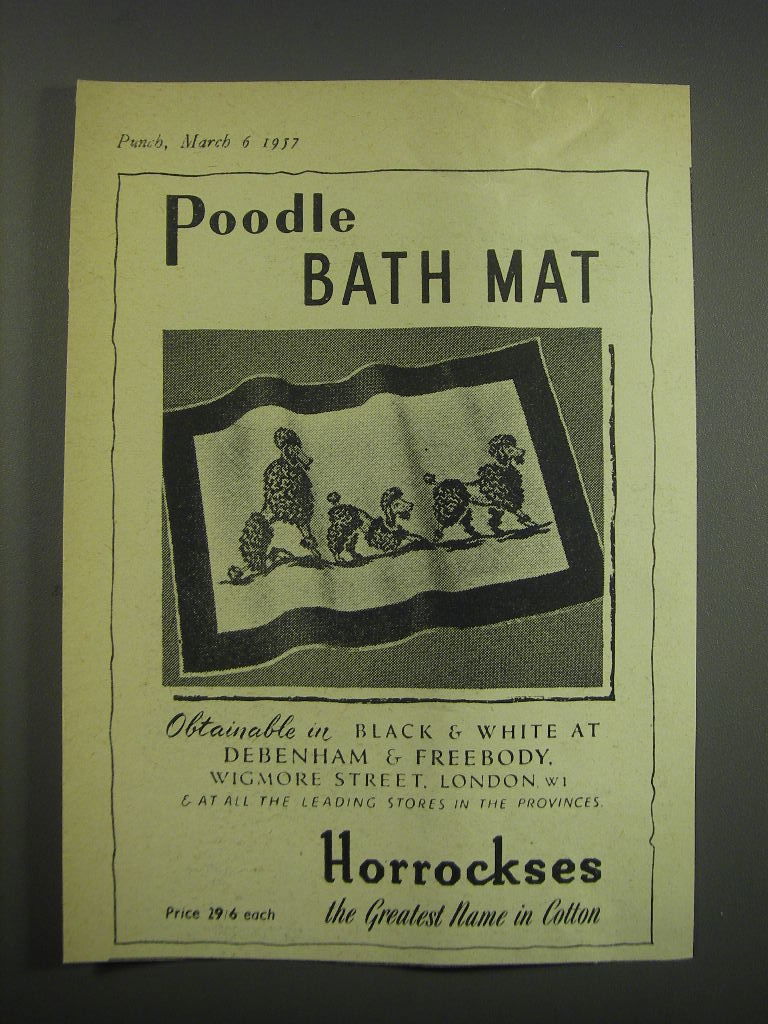 Punch, March 6 1957
Poodle
BATH MAT
Obtainable in BLACK & WHITE AT
DEBENHAM & FREEBODY,
WIGMORE STREET, LONDON, W1
& AT ALL THE LEADING STORES IN THE PROVINCES.
Horrockses
Price 29/6 each the Greatest Name in Cotton